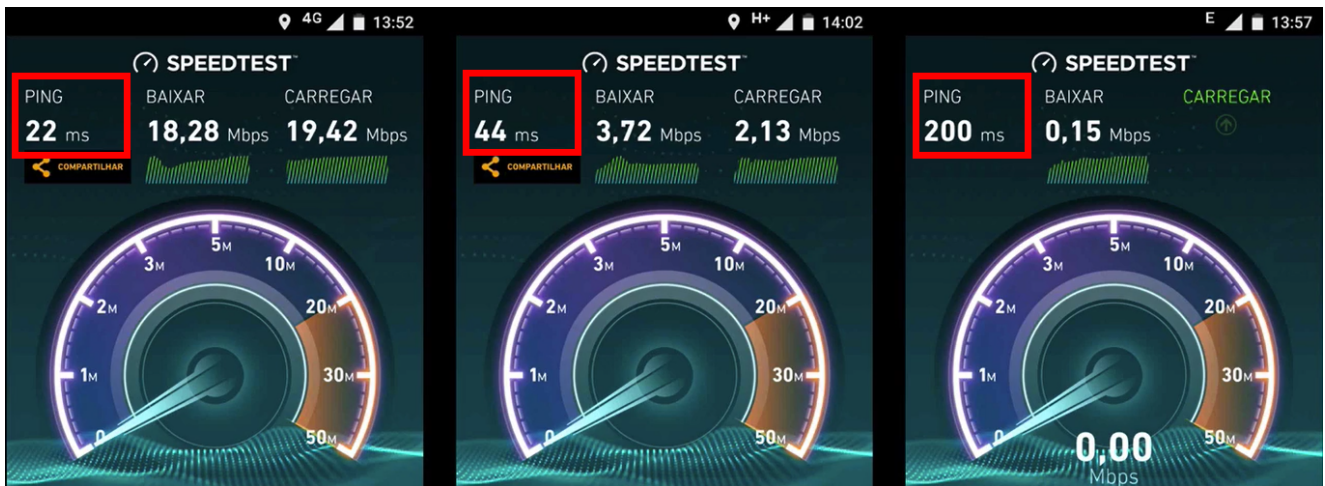 4G 13:52
SPEEDTEST™
PING BAIXAR CARREGAR
22 ms 18,28 Mbps 19,42 Mbps
COMPARTILHAR
5M
3M 10M
2M 20M
1M 30M
0 50M
H+ 14:02
SPEEDTEST™
PING BAIXAR CARREGAR
44 ms 3,72 Mbps 2,13 Mbps
COMPARTILHAR
5M
3M 10M
2M 20M
1M 30M
0 50M
E 13:57
SPEEDTEST™
PING BAIXAR CARREGAR
200 ms 0,15 Mbps
5M
3M 10M
2M 20M
1M 30M
0 50M
0,00
Mbps